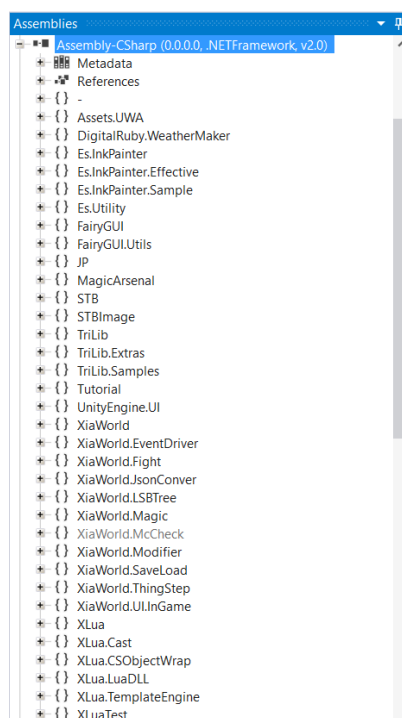 Assemblies
Assembly-CSharp (0.0.0.0, .NETFramework, v2.0)
Metadata
References
{ } -
{ } Assets.UWA
{ } DigitalRuby.WeatherMaker
{ } Es.InkPainter
{ } Es.InkPainter.Effective
{ } Es.InkPainter.Sample
{ } Es.Utility
{ } FairyGUI
{ } FairyGUI.Utils
{ } JP
{ } MagicArsenal
{ } STB
{ } STBImage
{ } TriLib
{ } TriLib.Extras
{ } TriLib.Samples
{ } Tutorial
{ } UnityEngine.UI
{ } XiaWorld
{ } XiaWorld.EventDriver
{ } XiaWorld.Fight
{ } XiaWorld.JsonConver
{ } XiaWorld.LSBTree
{ } XiaWorld.Magic
{ } XiaWorld.McCheck
{ } XiaWorld.Modifier
{ } XiaWorld.SaveLoad
{ } XiaWorld.ThingStep
{ } XiaWorld.UI.InGame
{ } XLua
{ } XLua.Cast
{ } XLua.CSObjectWrap
{ } XLua.LuaDLL
{ } XLua.TemplateEngine
{ } XLuaTest